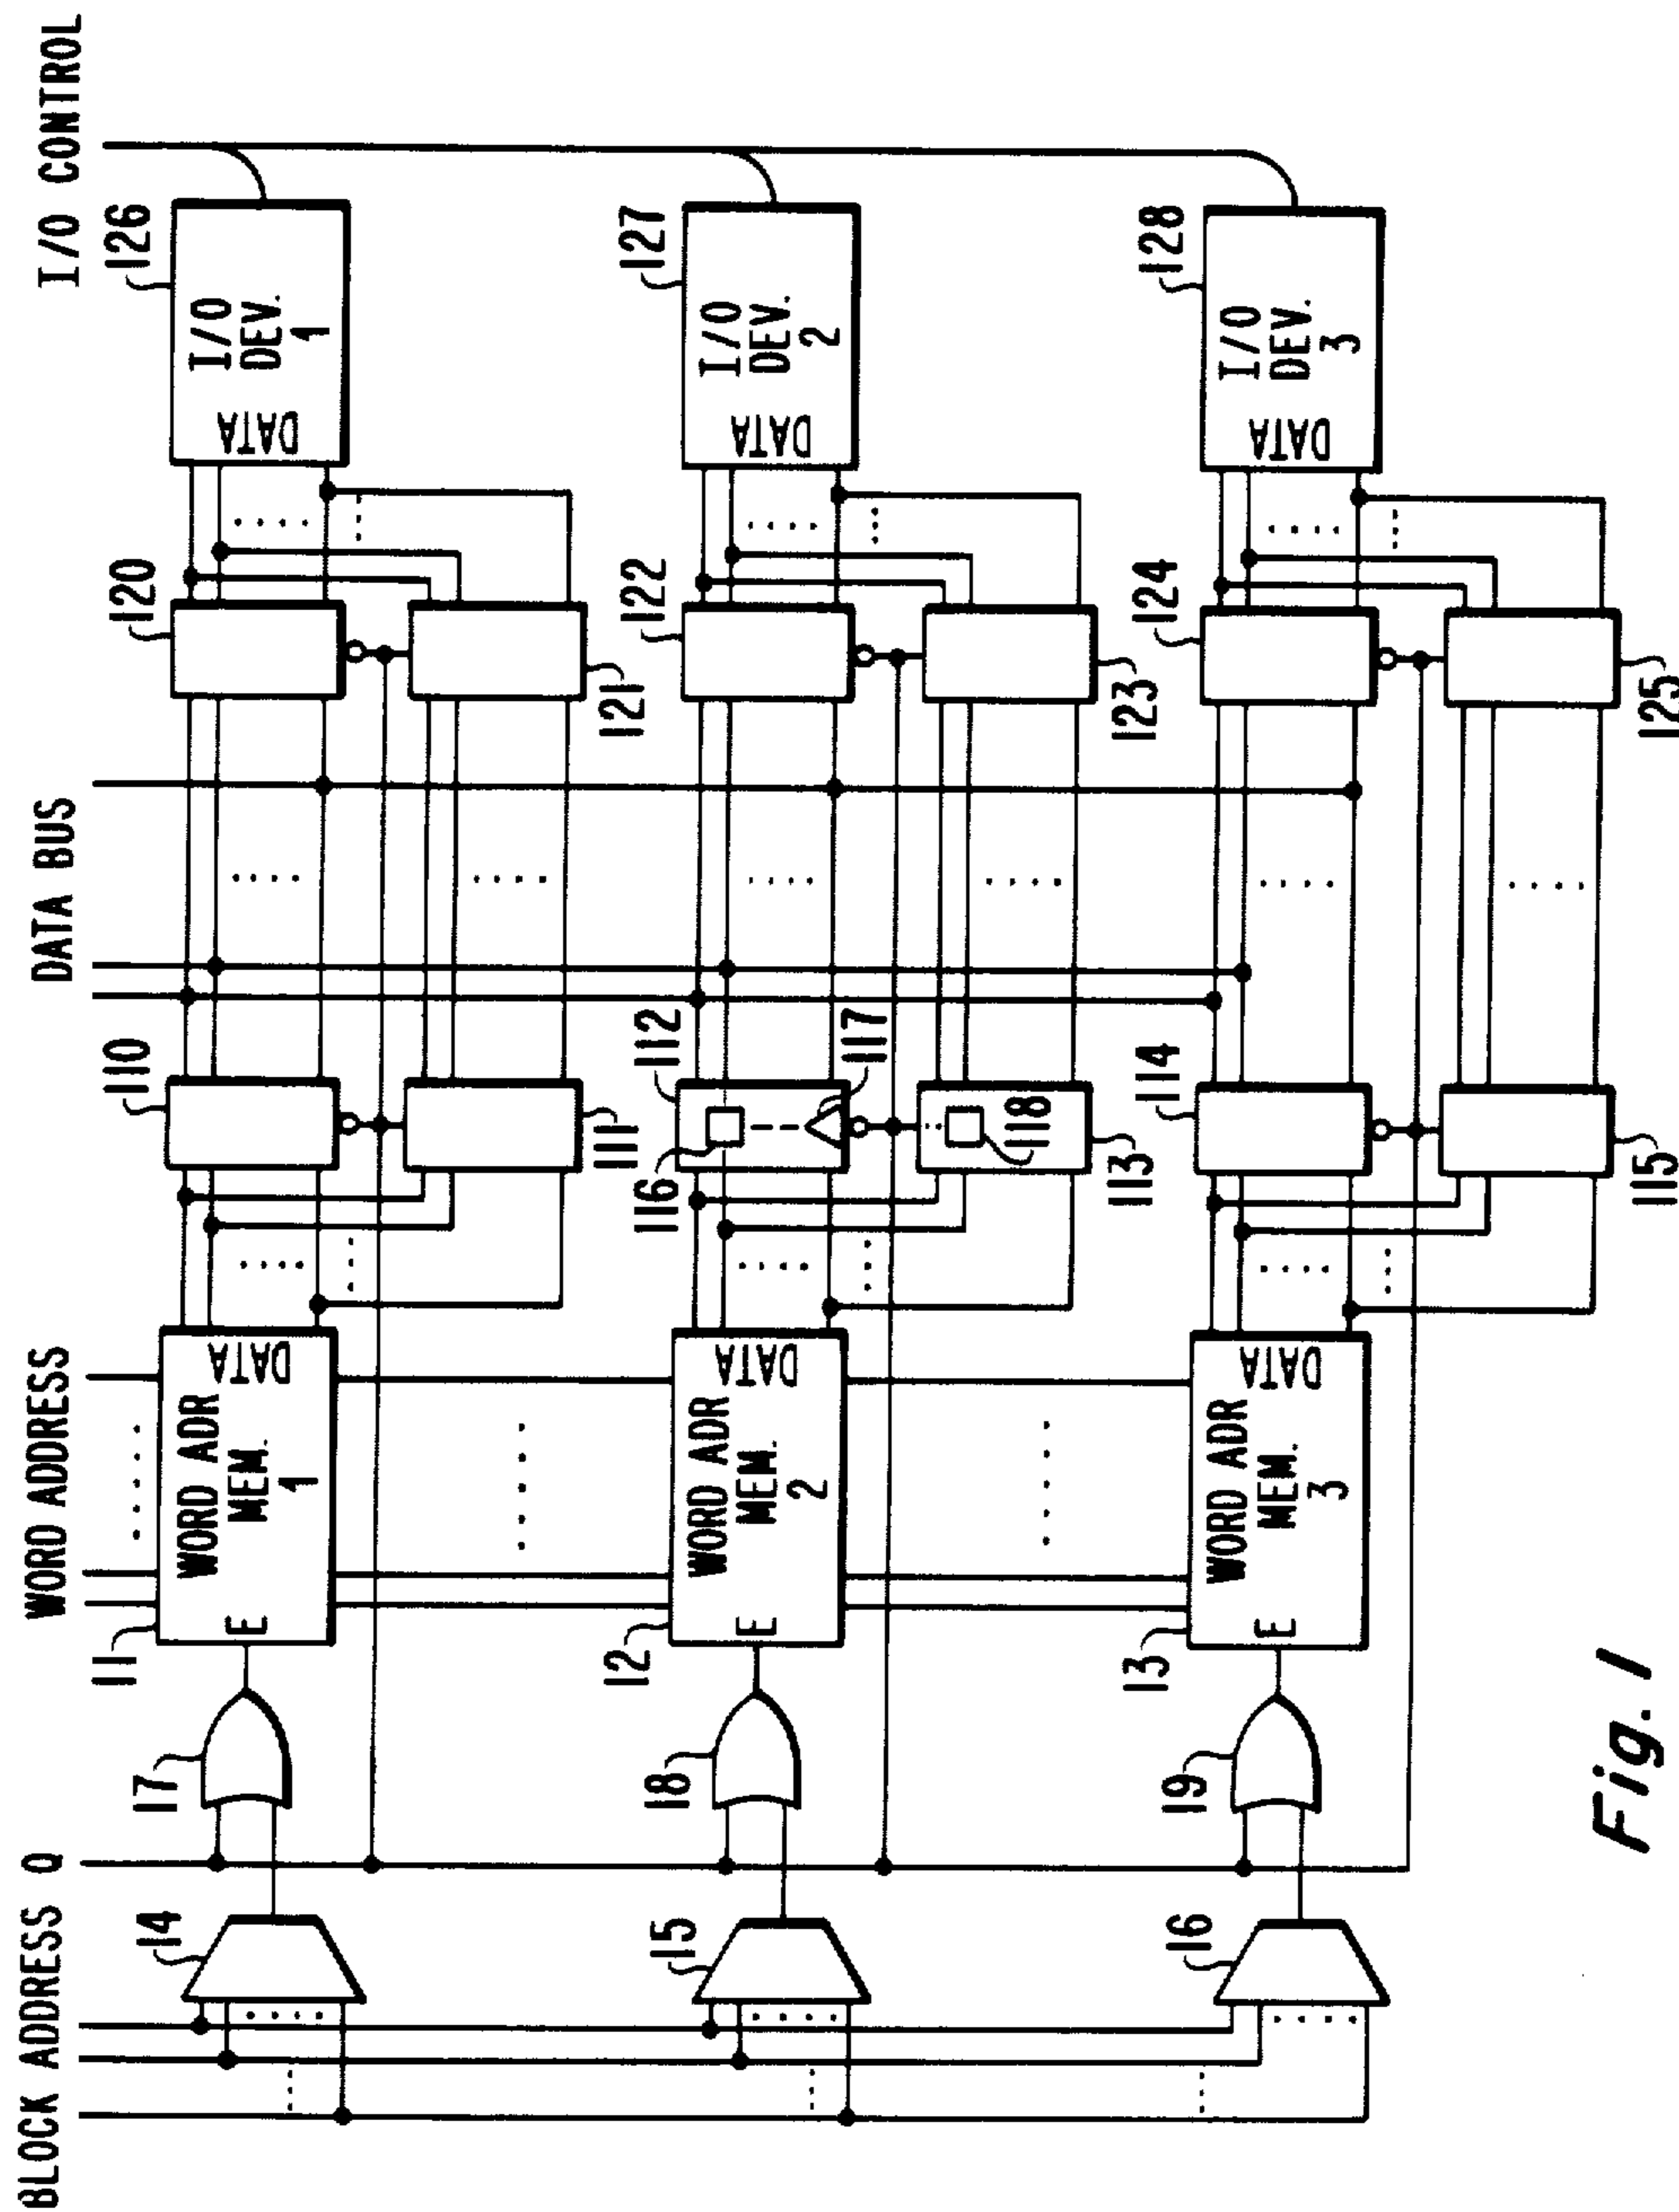 BLOCK ADDRESS Q WORD ADDRESS DATA BUS I/O CONTROL
14 17 11 110 120 126
E WORD ADR DATA
MEM.
1
DATA I/O
DEV.
1
111 121
15 18 12 116 112 117 122 127
E WORD ADR DATA
MEM.
2
DATA I/O
DEV.
2
118
113 123
16 19 13 114 124 128
E WORD ADR DATA
MEM.
3
DATA I/O
DEV.
3
115 125
Fig. 1